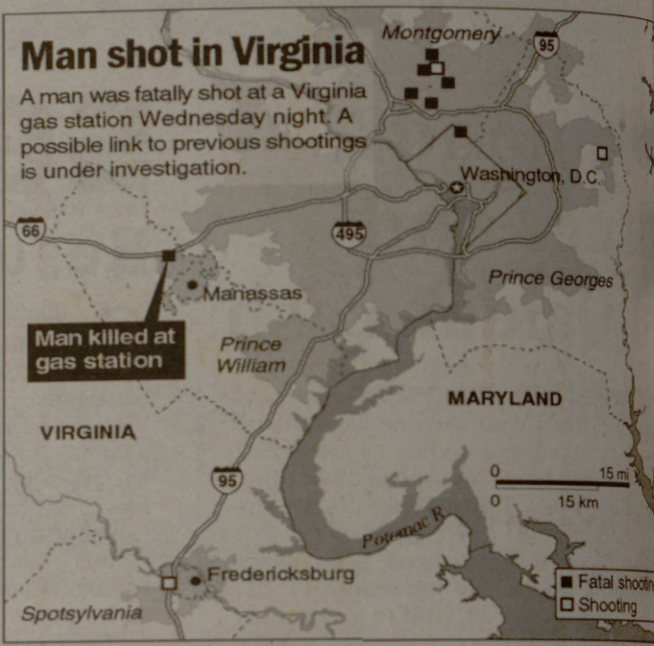 Man shot in Virginia
A man was fatally shot at a Virginia
gas station Wednesday night. A
possible link to previous shootings
is under investigation.
Montgomery
95
Washington, D.C.
66
495
Manassas
Prince Georges
Man killed at
gas station
Prince
William
MARYLAND
VIRGINIA
95
0 15 mi
0 15 km
Potomac R.
Fredericksburg
Spotsylvania
Fatal shootin
Shooting